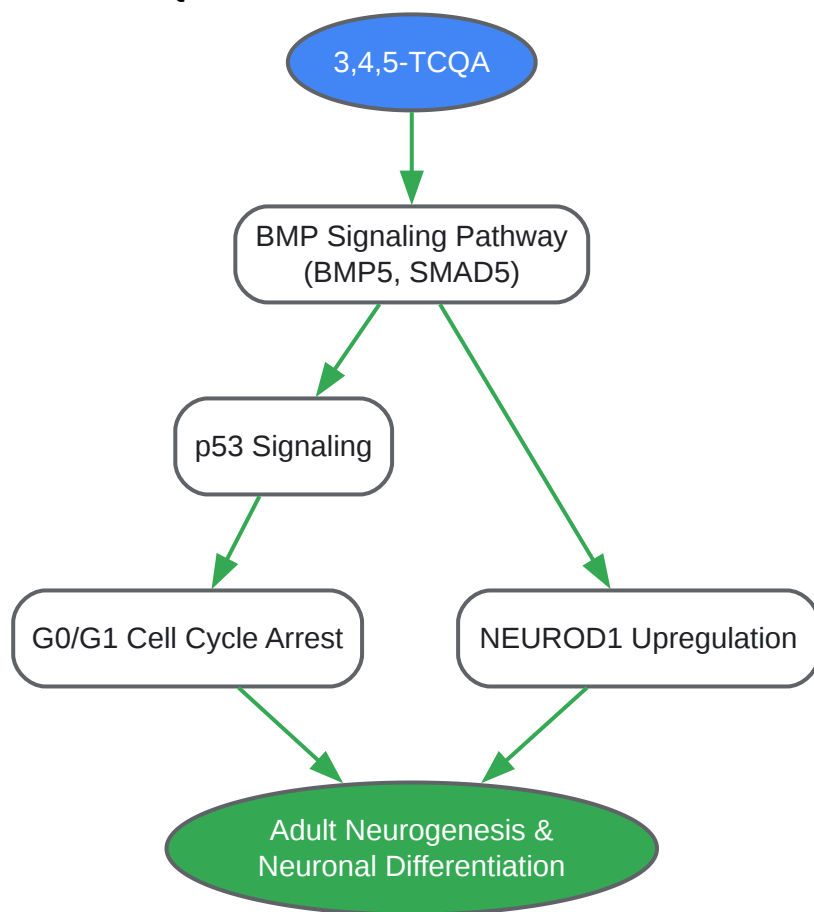 3,4,5-TCQA
BMP Signaling Pathway
(BMP5, SMAD5)
p53 Signaling
G0/G1 Cell Cycle Arrest
NEUROD1 Upregulation
Adult Neurogenesis &
Neuronal Differentiation